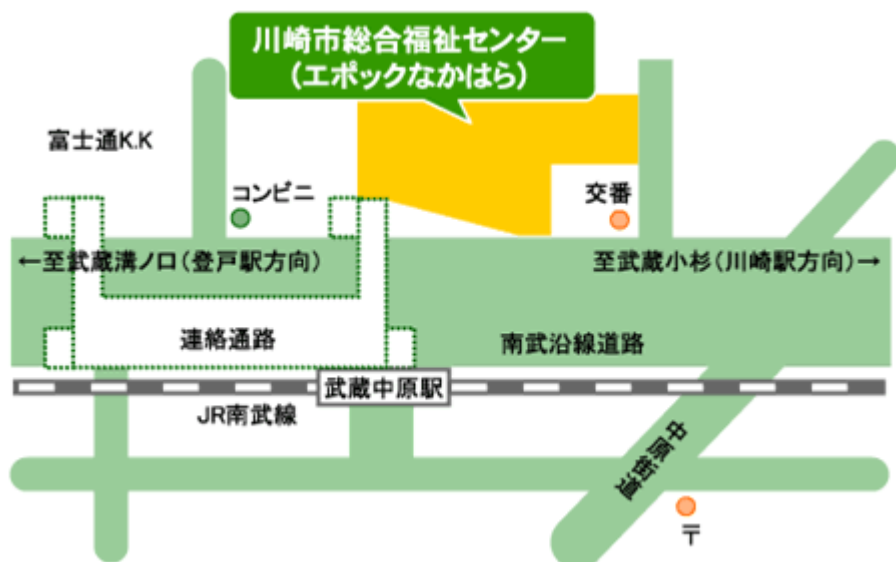 川崎市総合福祉センター
(エポックなかはら)
富士通K.K
コンビニ
交番
←至武蔵溝ノ口(登戸駅方向)
至武蔵小杉(川崎駅方向)→
連絡通路
南武沿線道路
武蔵中原駅
JR南武線
中原街道
〒